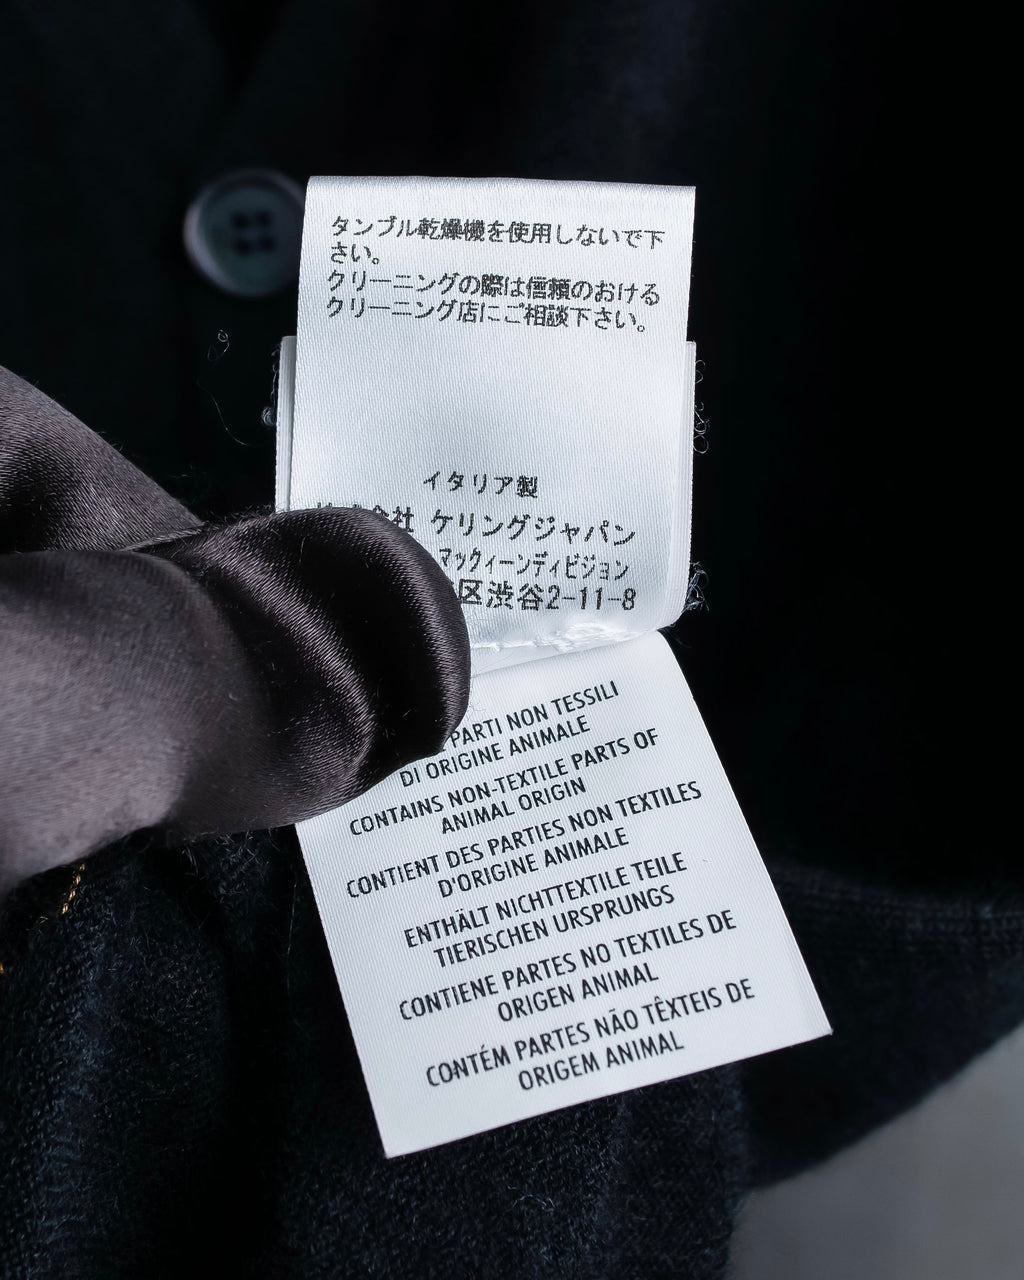 タンブル乾燥機を使用しないで下
さい。
クリーニングの際は信頼のおける
クリーニング店にご相談下さい。
イタリア製
株式会社 ケリングジャパン
マックィーンディビジョン
区渋谷2-11-8
PARTI NON TESSILI
DI ORIGINE ANIMALE
CONTAINS NON-TEXTILE PARTS OF
ANIMAL ORIGIN
CONTIENT DES PARTIES NON TEXTILES
D'ORIGINE ANIMALE
ENTHÄLT NICHTTEXTILE TEILE
TIERISCHEN URSPRUNGS
CONTIENE PARTES NO TEXTILES DE
ORIGEN ANIMAL
CONTÉM PARTES NÃO TÊXTEIS DE
ORIGEM ANIMAL